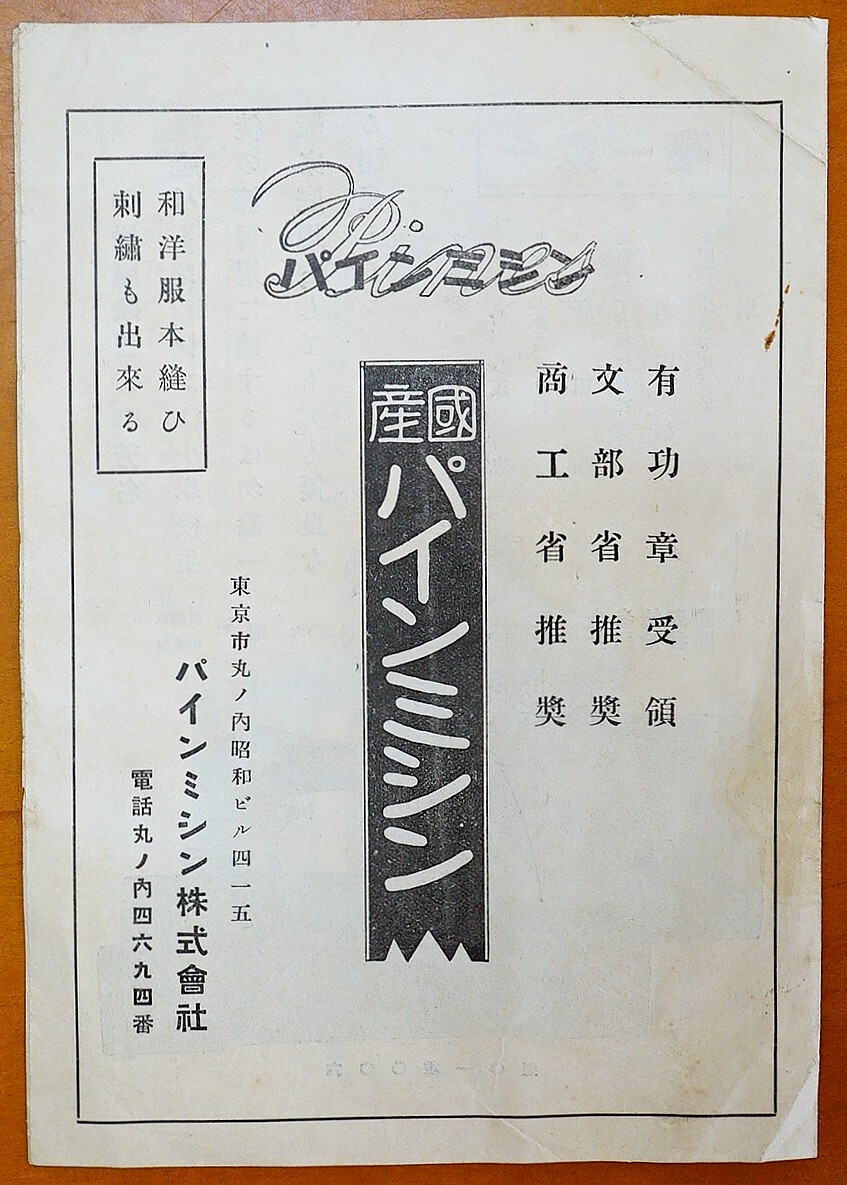 Pines
パインミシン
有功章受領
文部省推奬
商工省推奬
國産
パインミシン
和洋服本縫ひ
刺繡も出來る
東京市丸ノ內昭和ビル四一五
パインミシン株式會社
電話丸ノ內四六九四番